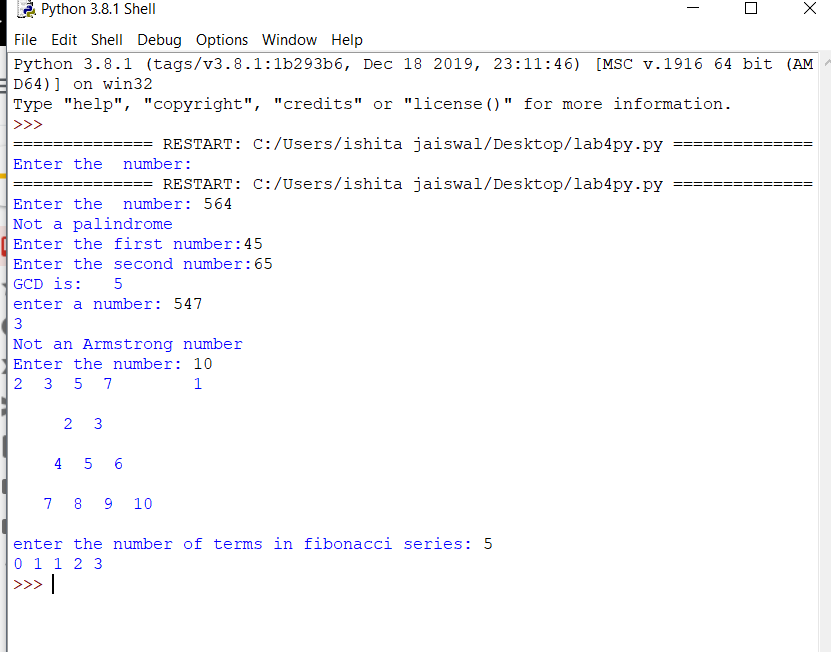 Python 3.8.1 Shell
File Edit Shell Debug Options Window Help
Python 3.8.1 (tags/v3.8.1:1b293b6, Dec 18 2019, 23:11:46) [MSC v.1916 64 bit (AM
D64)] on win32
Type "help", "copyright", "credits" or "license()" for more information.
>>>
============== RESTART: C:/Users/ishita jaiswal/Desktop/lab4py.py ==============
Enter the  number:
============== RESTART: C:/Users/ishita jaiswal/Desktop/lab4py.py ==============
Enter the  number: 564
Not a palindrome
Enter the first number:45
Enter the second number:65
GCD is:   5
enter a number: 547
3
Not an Armstrong number
Enter the number: 10
2  3  5  7        1
     2  3
    4  5  6
   7  8  9  10
enter the number of terms in fibonacci series: 5
0 1 1 2 3
>>>